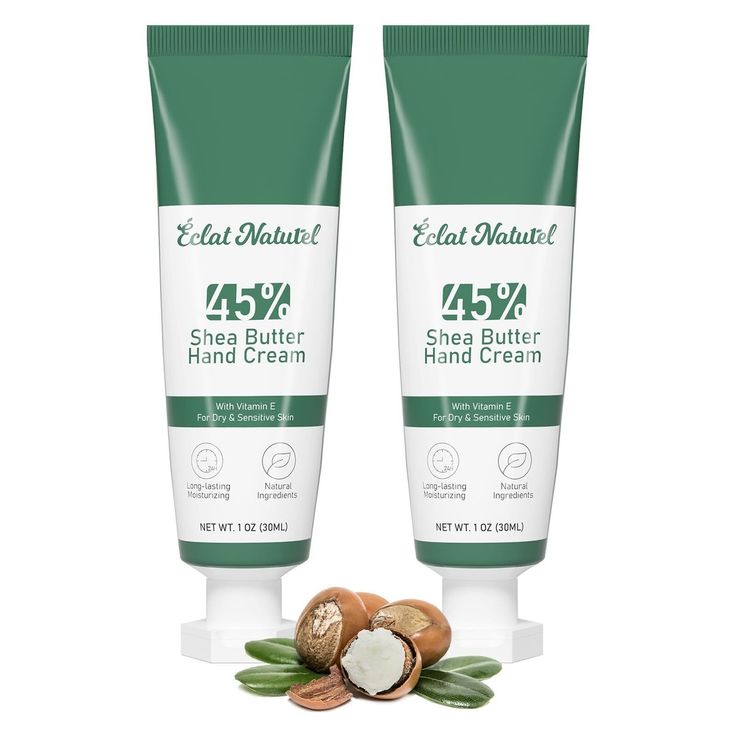 Éclat Naturel
45%
Shea Butter
Hand Cream
With Vitamin E
For Dry & Sensitive Skin
24H
Long-lasting
Moisturizing
Natural
Ingredients
NET WT. 1 OZ (30ML)
Éclat Naturel
45%
Shea Butter
Hand Cream
With Vitamin E
For Dry & Sensitive Skin
24H
Long-lasting
Moisturizing
Natural
Ingredients
NET WT. 1 OZ (30ML)